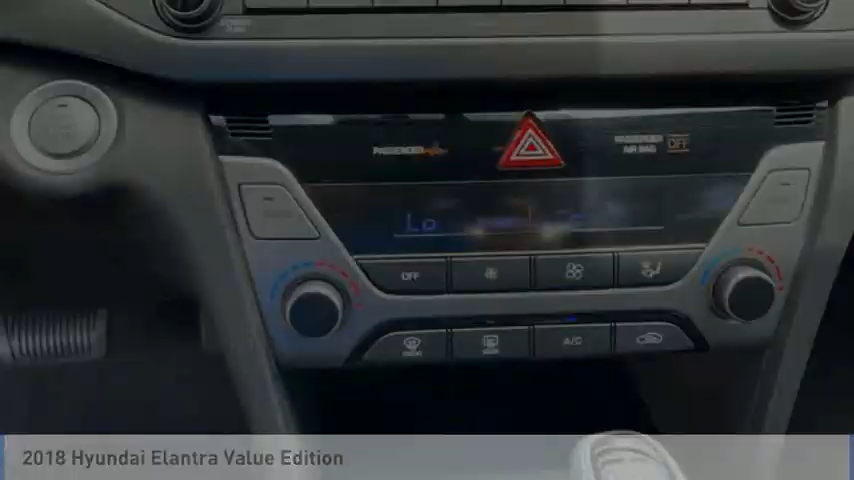 PASSENGER
PASSENGER
AIR BAG OFF
Lo
OFF
A/C
2018 Hyundai Elantra Value Edition